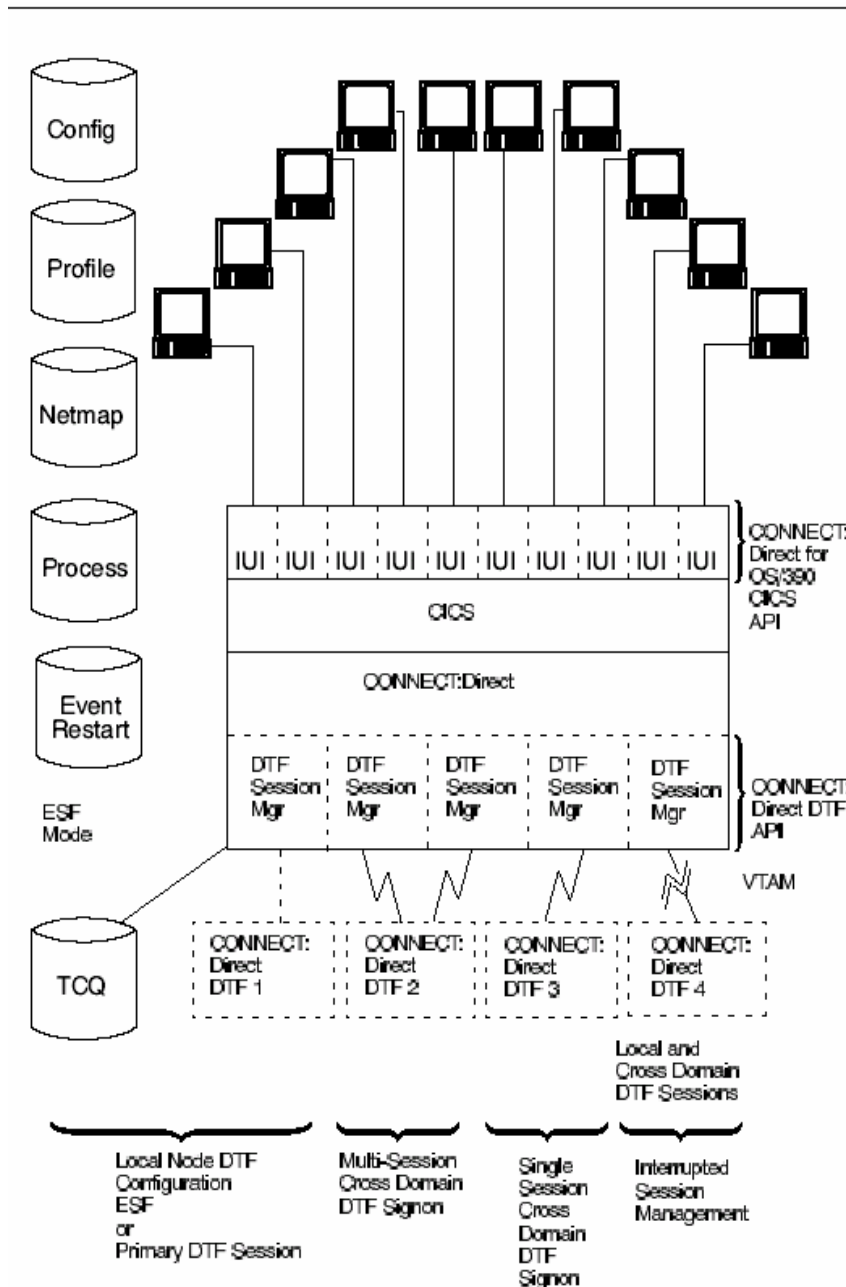 Config
Profile
Netmap
Process
IUI IUI IUI IUI IUI IUI IUI IUI IUI IUI
CONNECT:
Direct for
OS/390
CICS
API
CICS
Event
Restart
CONNECT:Direct
DTF
Session
Mgr
DTF
Session
Mgr
DTF
Session
Mgr
DTF
Session
Mgr
DTF
Session
Mgr
CONNECT:
Direct DTF
API
ESF
Mode
VTAM
TCQ
CONNECT:
Direct
DTF 1
CONNECT:
Direct
DTF 2
CONNECT:
Direct
DTF 3
CONNECT:
Direct
DTF 4
Local and
Cross Domain
DTF Sessions
Local Node DTF
Configuration
ESF
or
Primary DTF Session
Multi-Session
Cross Domain
DTF Signon
Single
Session
Cross
Domain
DTF
Signon
Interrupted
Session
Management